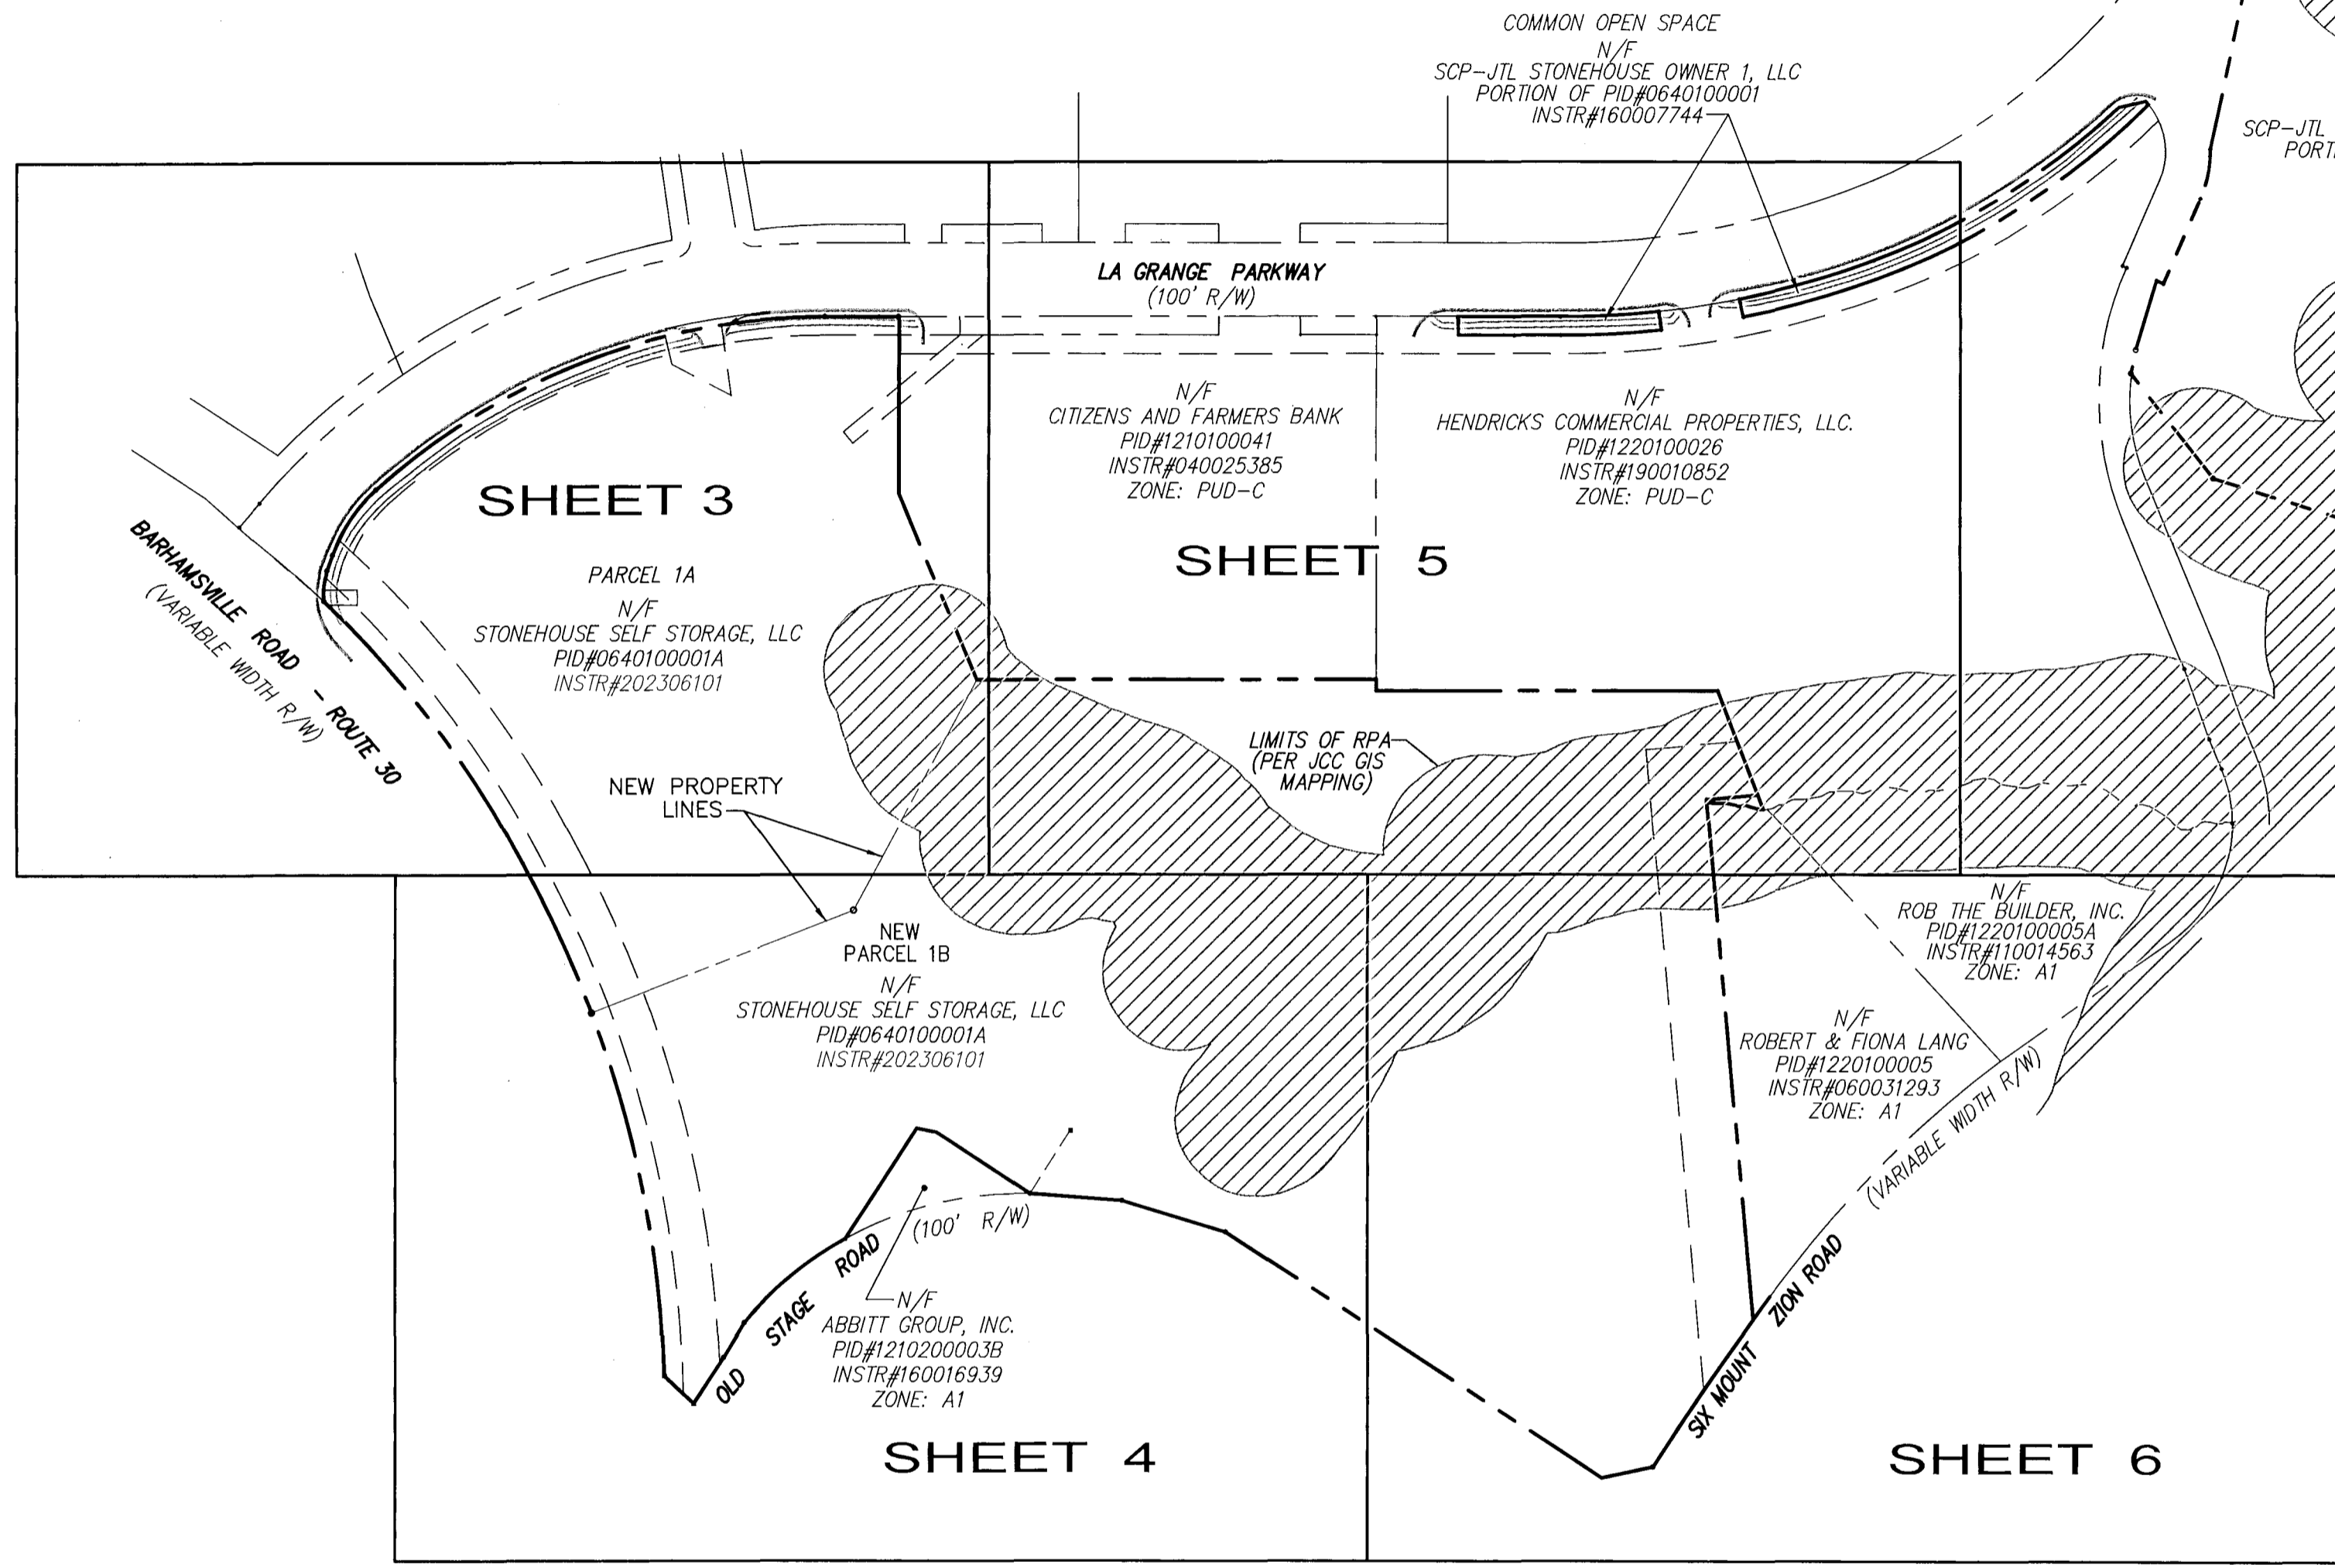 COMMON OPEN SPACE
N/F
SCP-JTL STONEHOUSE OWNER 1, LLC
PORTION OF PID#0640100001
INSTR#160007744
SCP-JTL
LA GRANGE PARKWAY
(100' R/W)
N/F
CITIZENS AND FARMERS BANK
PID#1210100041
INSTR#040025385
ZONE: PUD-C
N/F
HENDRICKS COMMERCIAL PROPERTIES, LLC.
PID#1220100026
INSTR#190010852
ZONE: PUD-C
SHEET 3
SHEET 5
BARHAMSVILLE ROAD - ROUTE 30
(VARIABLE WIDTH R/W)
PARCEL 1A
N/F
STONEHOUSE SELF STORAGE, LLC
PID#0640100001A
INSTR#202306101
NEW PROPERTY
LINES
LIMITS OF RPA
(PER JCC GIS
MAPPING)
NEW
PARCEL 1B
N/F
STONEHOUSE SELF STORAGE, LLC
PID#0640100001A
INSTR#202306101
N/F
ROB THE BUILDER, INC.
PID#1220100005A
INSTR#110014563
ZONE: A1
N/F
ROBERT & FIONA LANG
PID#1220100005
INSTR#060031293
ZONE: A1
(VARIABLE WIDTH R/W)
SIX MOUNT ZION ROAD
OLD STAGE ROAD
(100' R/W)
N/F
ABBITT GROUP, INC.
PID#1210200003B
INSTR#160016939
ZONE: A1
SHEET 4
SHEET 6